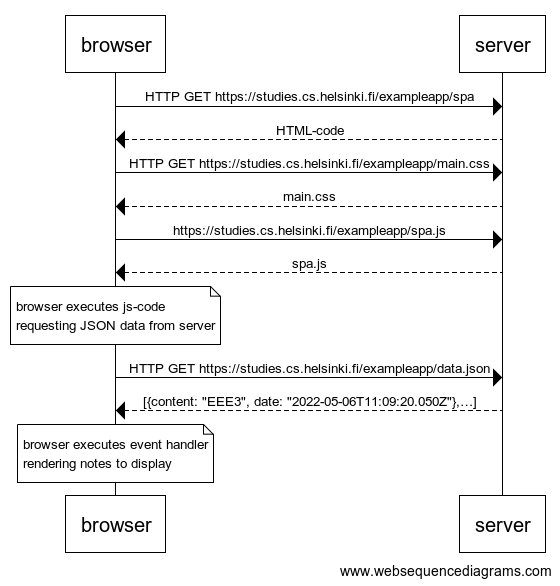 browser
server
HTTP GET https://studies.cs.helsinki.fi/exampleapp/spa
HTML-code
HTTP GET https://studies.cs.helsinki.fi/exampleapp/main.css
main.css
https://studies.cs.helsinki.fi/exampleapp/spa.js
spa.js
browser executes js-code
requesting JSON data from server
HTTP GET https://studies.cs.helsinki.fi/exampleapp/data.json
[{content: "EEE3", date: "2022-05-06T11:09:20.050Z"},…]
browser executes event handler
rendering notes to display
browser
server
www.websequencediagrams.com